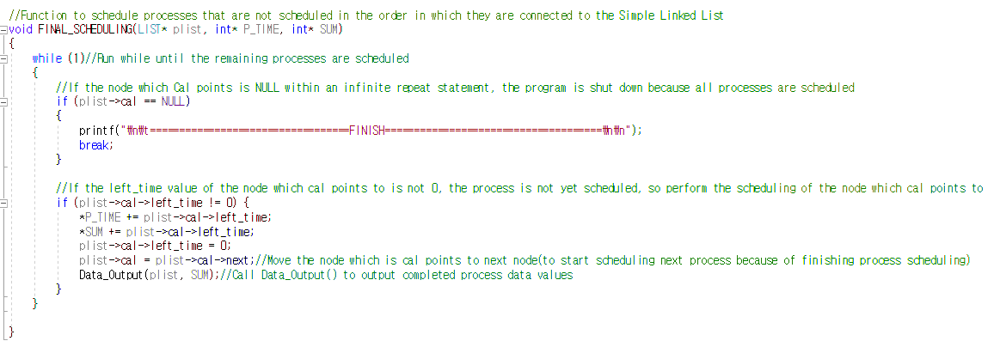 //Function to schedule processes that are not scheduled in the order in which they are connected to the Simple Linked List
void FINAL_SCHEDULING(LIST* plist, int* P_TIME, int* SUM)
{
while (1)//Run while until the remaining processes are scheduled
{
//If the node which Cal points is NULL within an infinite repeat statement, the program is shut down because all processes are scheduled
if (plist->cal == NULL)
{
printf("₩n₩t==================================FINISH=====================================₩n₩n");
break;
}
//If the left_time value of the node which cal points to is not 0, the process is not yet scheduled, so perform the scheduling of the node which cal points to
if (plist->cal->left_time != 0) {
*P_TIME += plist->cal->left_time;
*SUM += plist->cal->left_time;
plist->cal->left_time = 0;
plist->cal = plist->cal->next;//Move the node which is cal points to next node(to start scheduling next process because of finishing process scheduling)
Data_Output(plist, SUM);//Call Data_Output() to output completed process data values
}
}
}